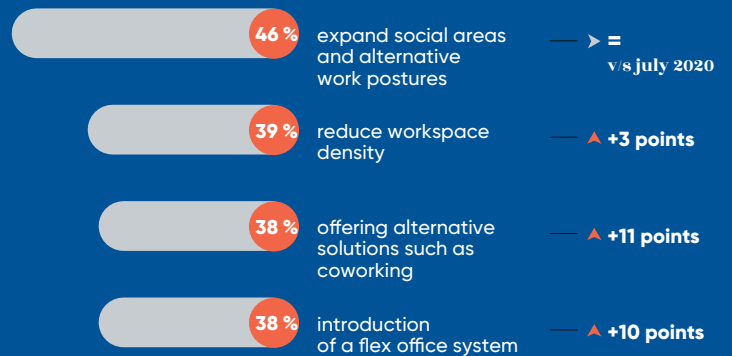 46 %
expand social areas
and alternative
work postures
=
v/s july 2020
39 %
reduce workspace
density
+3 points
38 %
offering alternative
solutions such as
coworking
+11 points
38 %
introduction
of a flex office system
+10 points